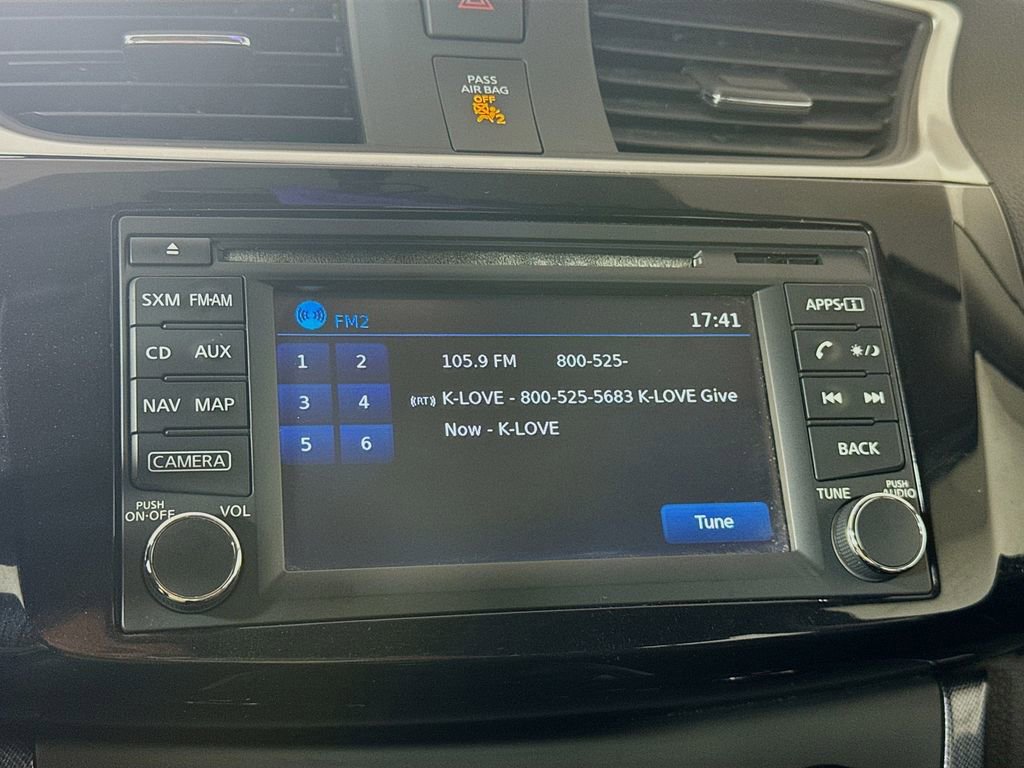 PASS
AIR BAG
OFF
2
SXM FM·AM
CD AUX
NAV MAP
CAMERA
PUSH
ON·OFF
VOL
FM2 17:41
1 2
3 4
5 6
105.9 FM 800-525-
((RT)) K-LOVE - 800-525-5683 K-LOVE Give
Now - K-LOVE
Tune
APPS·i
BACK
TUNE
PUSH
AUDIO